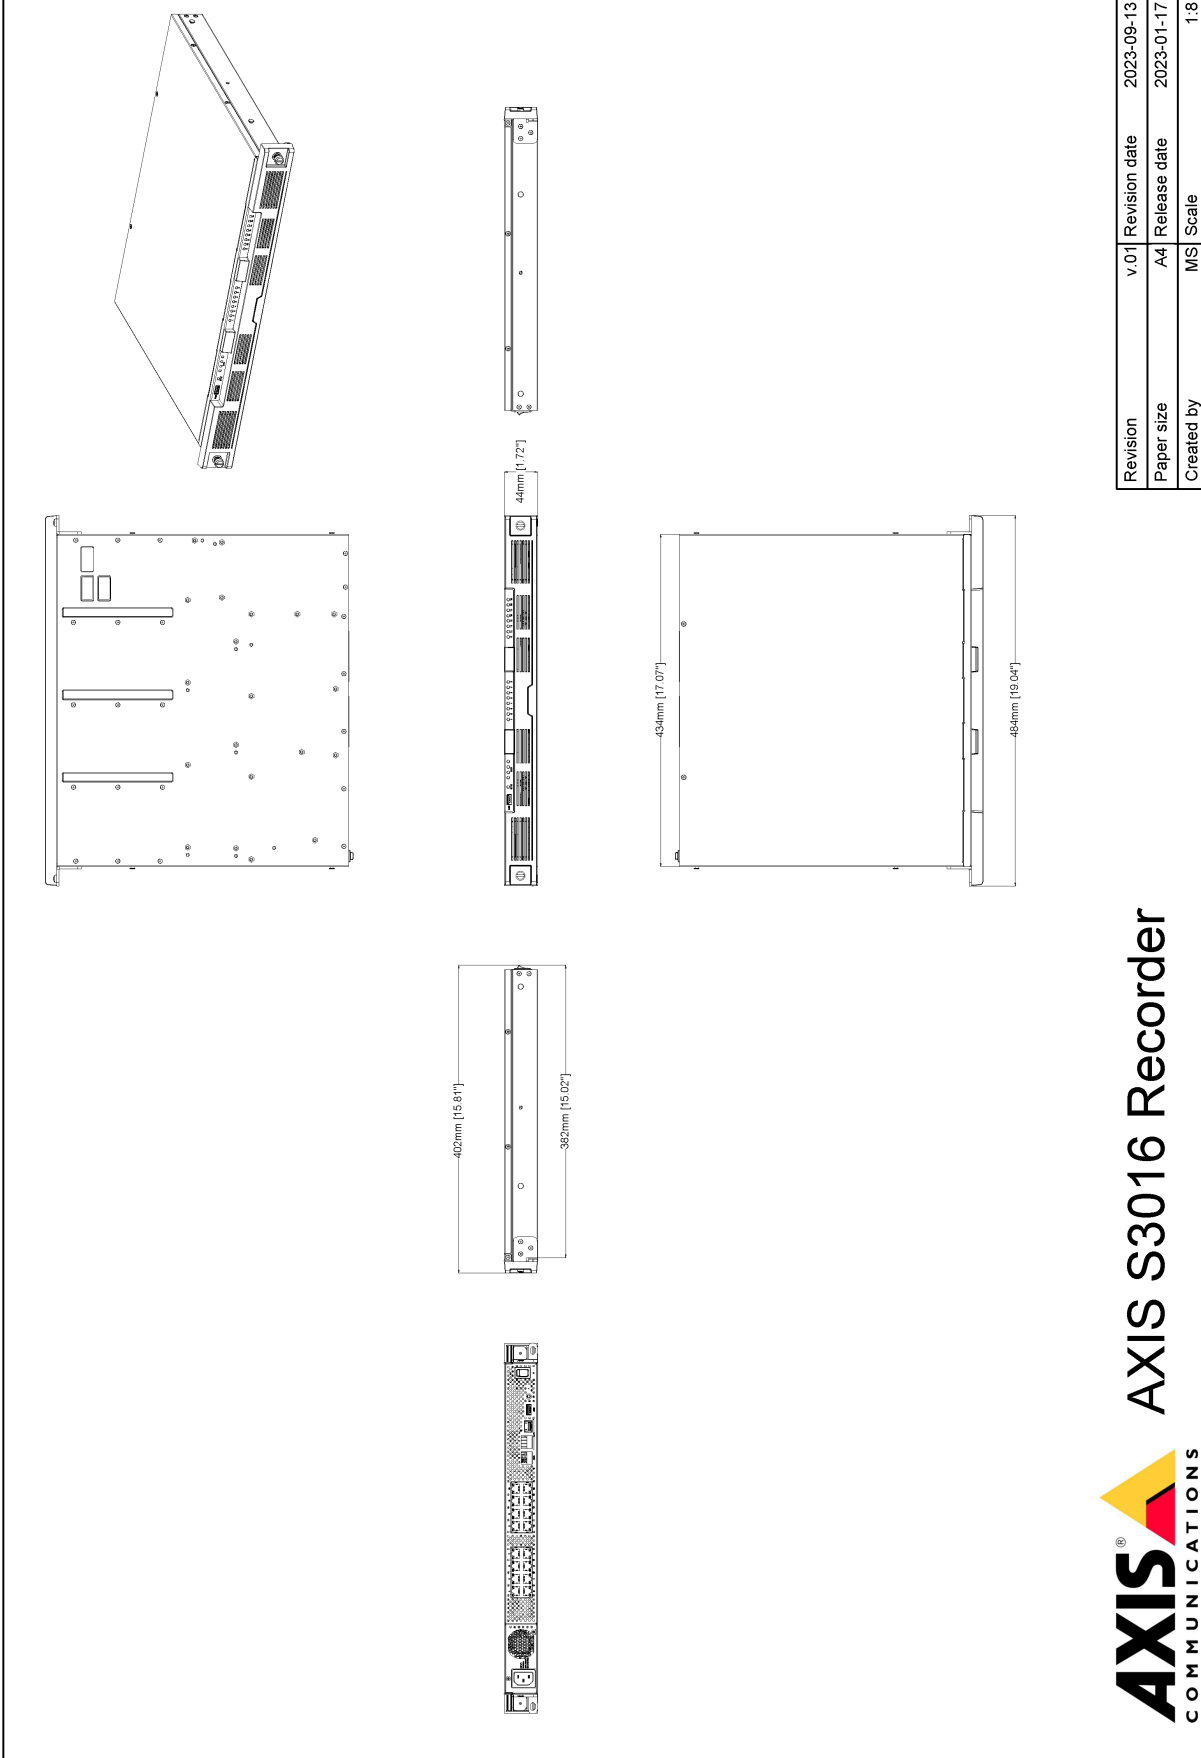 44mm [1.72"]
434mm [17.07"]
484mm [19.04"]
402mm [15.81"]
382mm [15.02"]
AXIS®
COMMUNICATIONS
AXIS S3016 Recorder
Revision v.01 Revision date 2023-09-13
Paper size A4 Release date 2023-01-17
Created by MS Scale 1:8